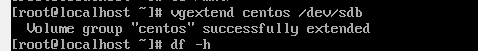 [root@localhost ~]# vgextend centos /dev/sdb
  Volume group "centos" successfully extended
[root@localhost ~]# df -h